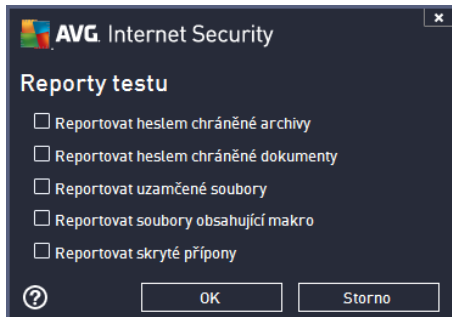 AVG. Internet Security
Reporty testu
Reportovat heslem chráněné archivy
Reportovat heslem chráněné dokumenty
Reportovat uzamčené soubory
Reportovat soubory obsahující makro
Reportovat skryté přípony
OK
Storno